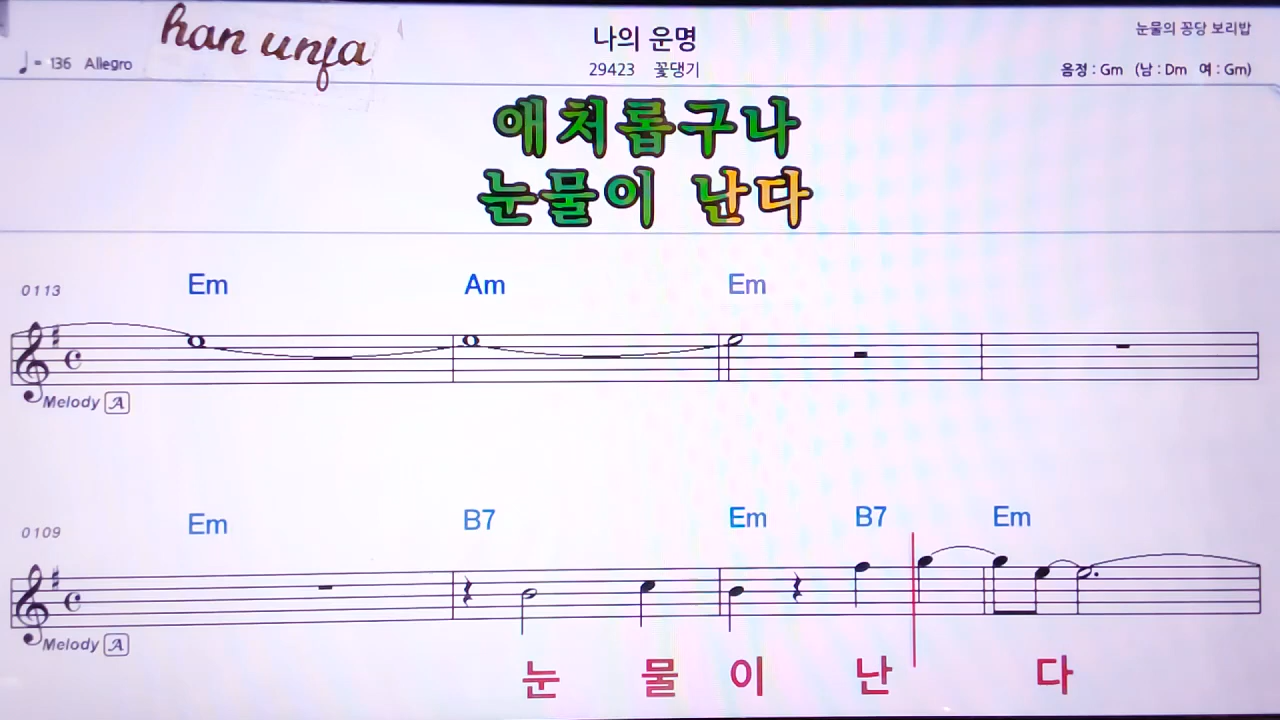 han unfa
나의 운명
눈물의 꽁당 보리밥
♩= 136 Allegro
29423 꽃댕기
음정 : Gm (남 : Dm 여 : Gm)
애처롭구나
눈물이 난다
0113
Em Am Em
Melody A
0109
Em B7 Em B7 Em
Melody A
눈 물 이 난 다